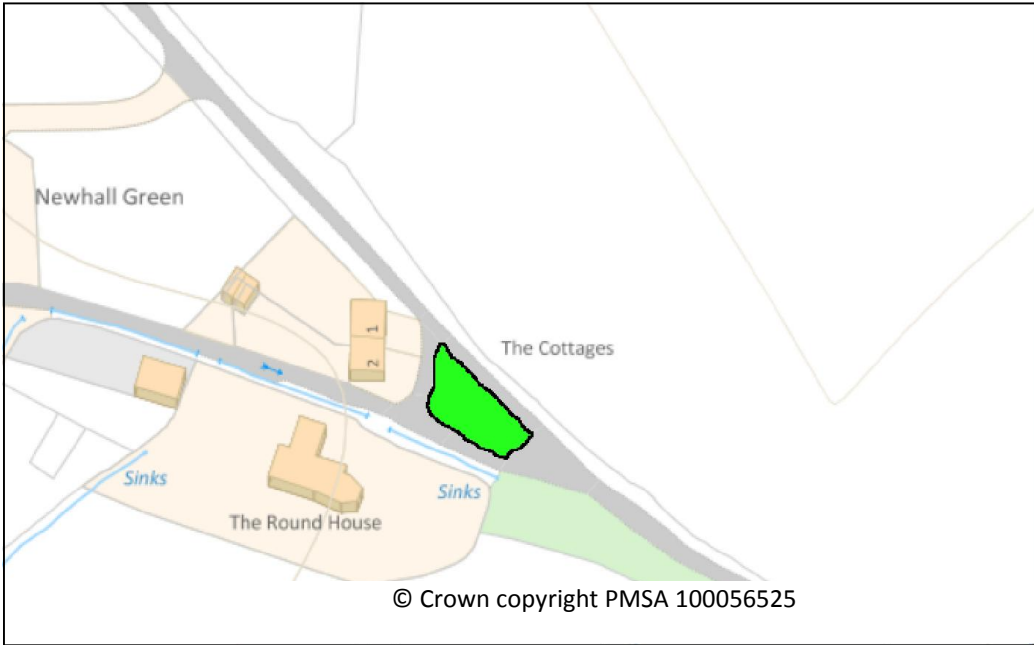 Newhall Green
1
2
The Cottages
Sinks
Sinks
The Round House
© Crown copyright PMSA 100056525